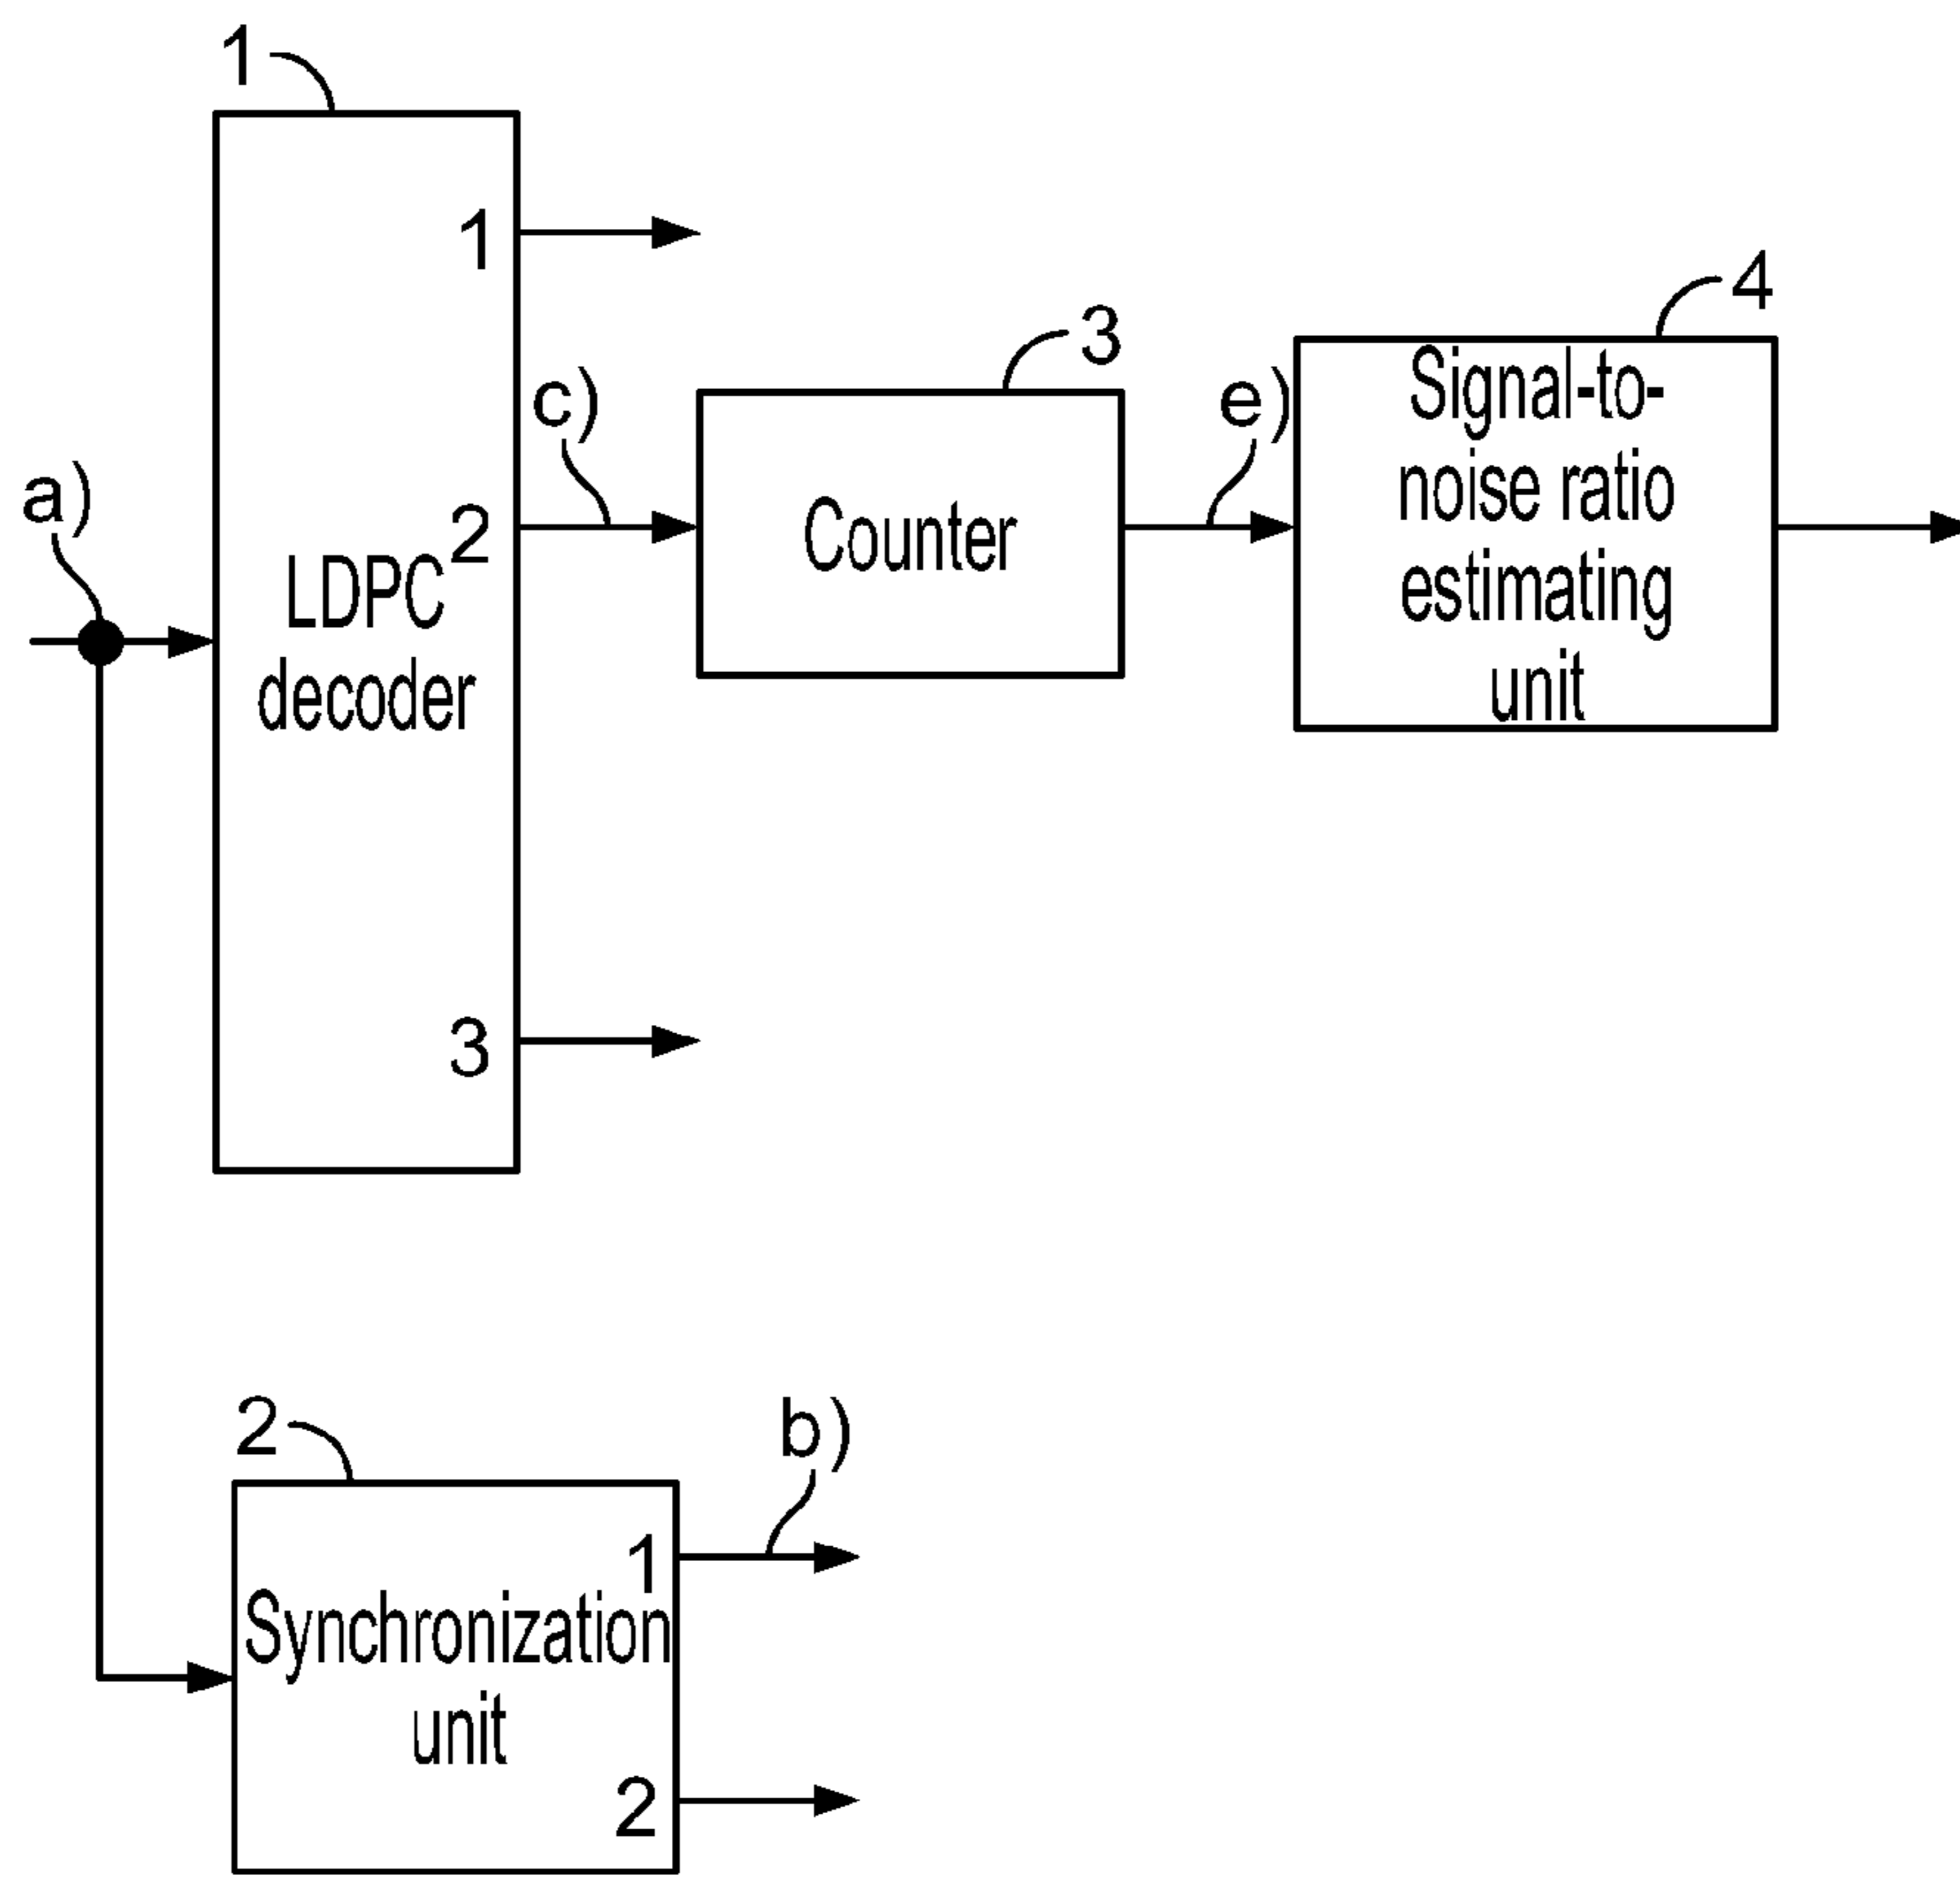 1
1
4
3
Signal-to-
noise ratio
estimating
unit
c)
e)
a)
2
Counter
LDPC
decoder
3
2
b)
1
Synchronization
unit
2